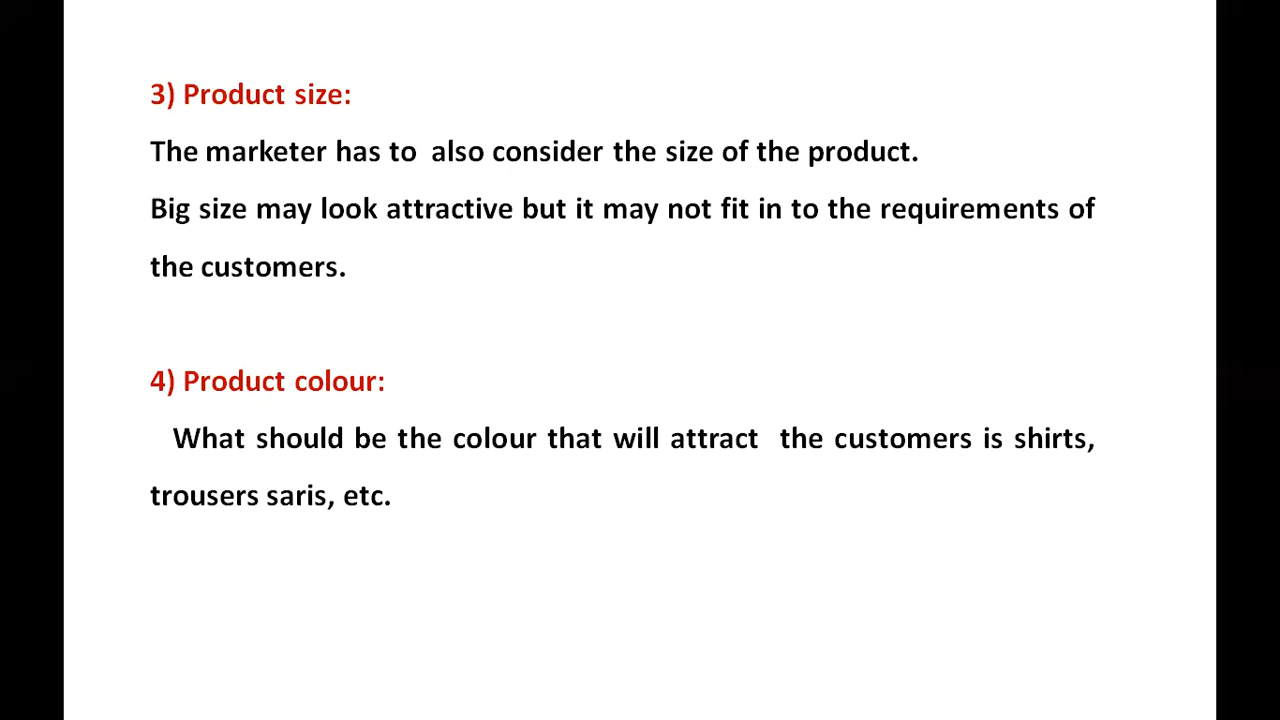 3) Product size:
The marketer has to  also consider the size of the product.
Big size may look attractive but it may not fit in to the requirements of
the customers.
4) Product colour:
What should be the colour that will attract  the customers is shirts,
trousers saris, etc.